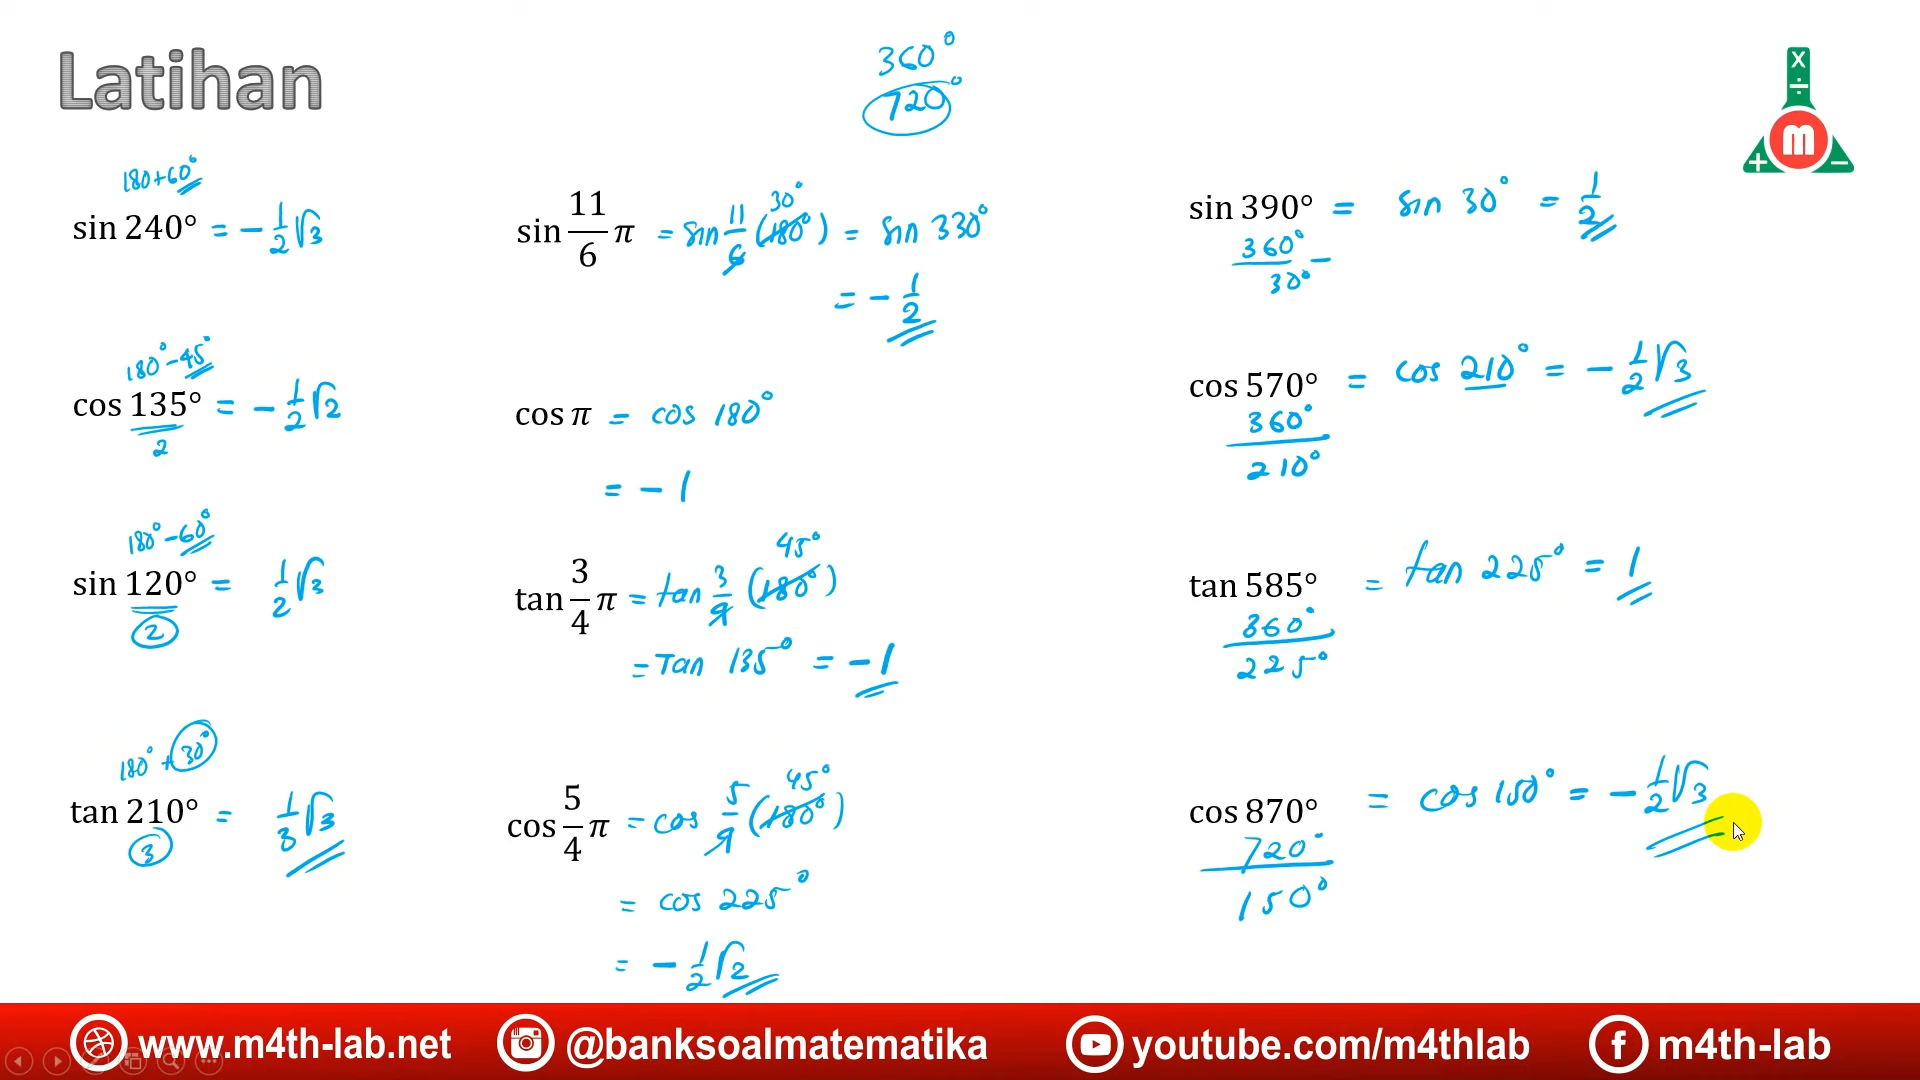 Latihan
360°
720°
180+60°
sin 240° = -1/2 √3
180°-45°
cos 135° = -1/2 √2
2
180°-60°
sin 120° = 1/2 √3
2
180° + 30°
tan 210° = 1/3 √3
3
30°
sin 11/6 π = sin 11/6 (180°) = sin 330°
= -1/2
cos π = cos 180°
= -1
45°
tan 3/4 π = tan 3/4 (180°)
= Tan 135° = -1
45°
cos 5/4 π = cos 5/4 (180°)
= cos 225°
= -1/2 √2
sin 390° = sin 30° = 1/2
360° -
30°
cos 570° = cos 210° = -1/2 √3
360°
210°
tan 585° = tan 225° = 1
360°
225°
cos 870° = cos 150° = -1/2 √3
720°
150°
X
÷
m
+ −
www.m4th-lab.net
@banksoalmatematika
youtube.com/m4thlab
f m4th-lab